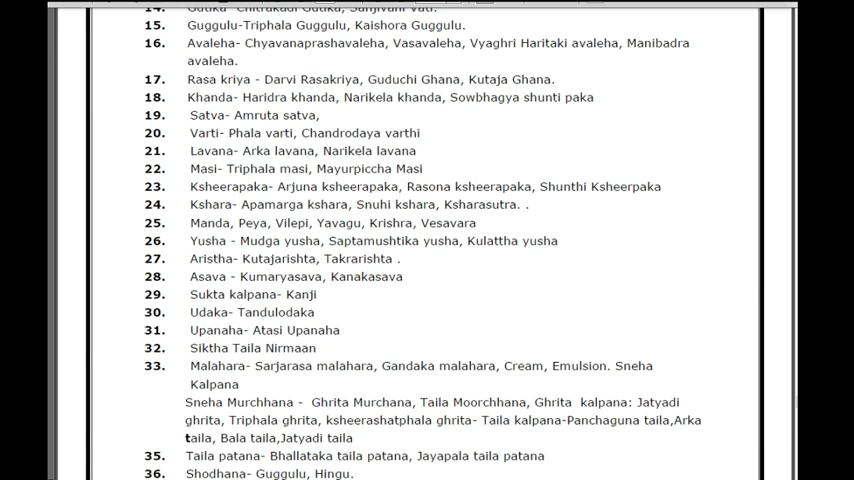 14. Gutika- Chitrakadi Gutika, Sanjivani Vati.
15. Guggulu-Triphala Guggulu, Kaishora Guggulu.
16. Avaleha- Chyavanaprashavaleha, Vasavaleha, Vyaghri Haritaki avaleha, Manibadra
avaleha.
17. Rasa kriya - Darvi Rasakriya, Guduchi Ghana, Kutaja Ghana.
18. Khanda- Haridra khanda, Narikela khanda, Sowbhagya shunti paka
19. Satva- Amruta satva,
20. Varti- Phala varti, Chandrodaya varthi
21. Lavana- Arka lavana, Narikela lavana
22. Masi- Triphala masi, Mayurpiccha Masi
23. Ksheerapaka- Arjuna ksheerapaka, Rasona ksheerapaka, Shunthi Ksheerpaka
24. Kshara- Apamarga kshara, Snuhi kshara, Ksharasutra. .
25. Manda, Peya, Vilepi, Yavagu, Krishra, Vesavara
26. Yusha - Mudga yusha, Saptamushtika yusha, Kulattha yusha
27. Aristha- Kutajarishta, Takrarishta .
28. Asava - Kumaryasava, Kanakasava
29. Sukta kalpana- Kanji
30. Udaka- Tandulodaka
31. Upanaha- Atasi Upanaha
32. Siktha Taila Nirmaan
33. Malahara- Sarjarasa malahara, Gandaka malahara, Cream, Emulsion. Sneha
Kalpana
Sneha Murchhana - Ghrita Murchana, Taila Moorchhana, Ghrita kalpana: Jatyadi
ghrita, Triphala ghrita, ksheerashatphala ghrita- Taila kalpana-Panchaguna taila,Arka
taila, Bala taila,Jatyadi taila
35. Taila patana- Bhallataka taila patana, Jayapala taila patana
36. Shodhana- Guggulu, Hingu.